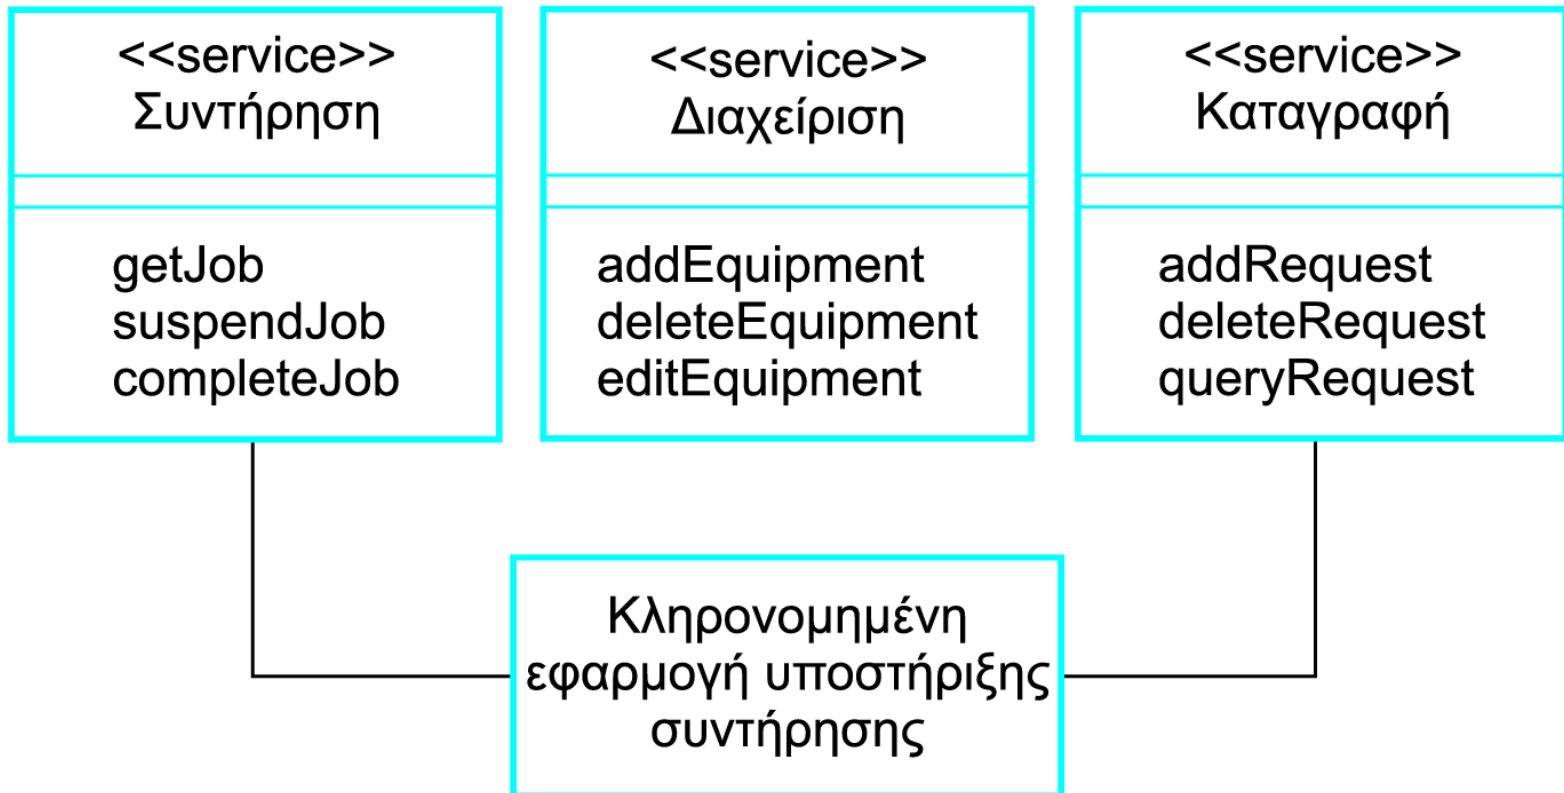 <<service>>
Συντήρηση
getJob
suspendJob
completeJob
<<service>>
Διαχείριση
addEquipment
deleteEquipment
editEquipment
<<service>>
Καταγραφή
addRequest
deleteRequest
queryRequest
Κληρονομημένη
εφαρμογή υποστήριξης
συντήρησης